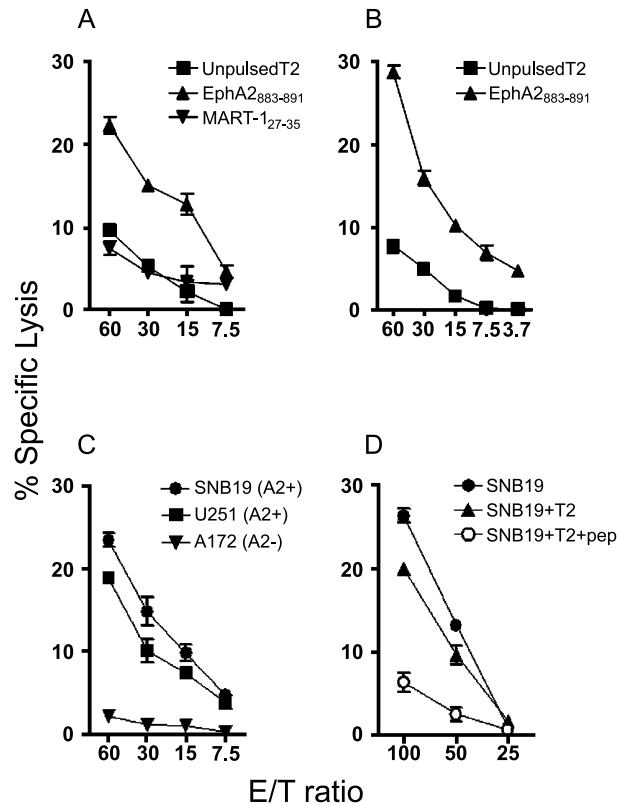 A
30
20
10
0
60 30 15 7.5
UnpulsedT2
EphA2883-891
MART-127-35
B
30
20
10
0
60 30 15 7.5 3.7
UnpulsedT2
EphA2883-891
% Specific Lysis
C
30
20
10
0
60 30 15 7.5
SNB19 (A2+)
U251 (A2+)
A172 (A2-)
D
30
20
10
0
100 50 25
SNB19
SNB19+T2
SNB19+T2+pep
E/T ratio